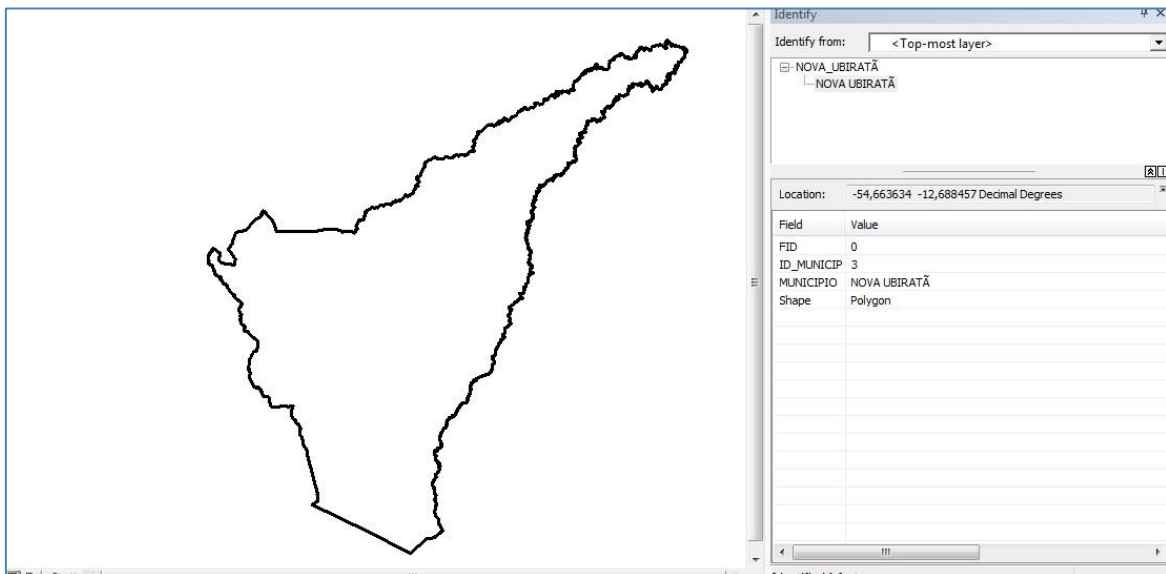 Identify
Identify from: <Top-most layer>
NOVA_UBIRATÃ
NOVA UBIRATÃ
Location: -54,663634 -12,688457 Decimal Degrees
Field Value
FID 0
ID_MUNICIP 3
MUNICIPIO NOVA UBIRATÃ
Shape Polygon